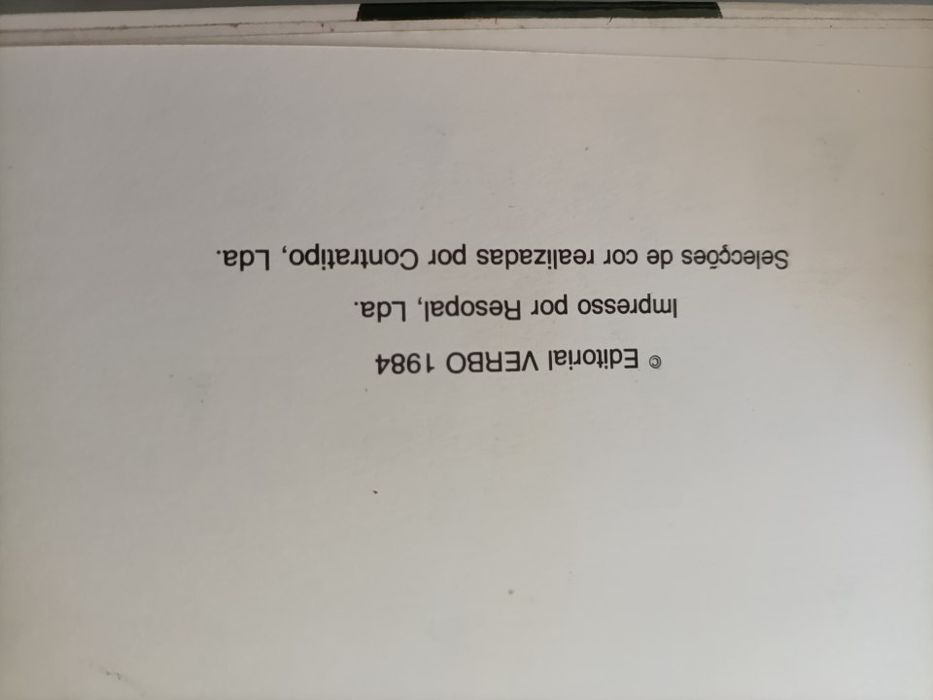 © Editorial VERBO 1984
Impresso por Resopal, Lda.
Selecções de cor realizadas por Contratipo, Lda.